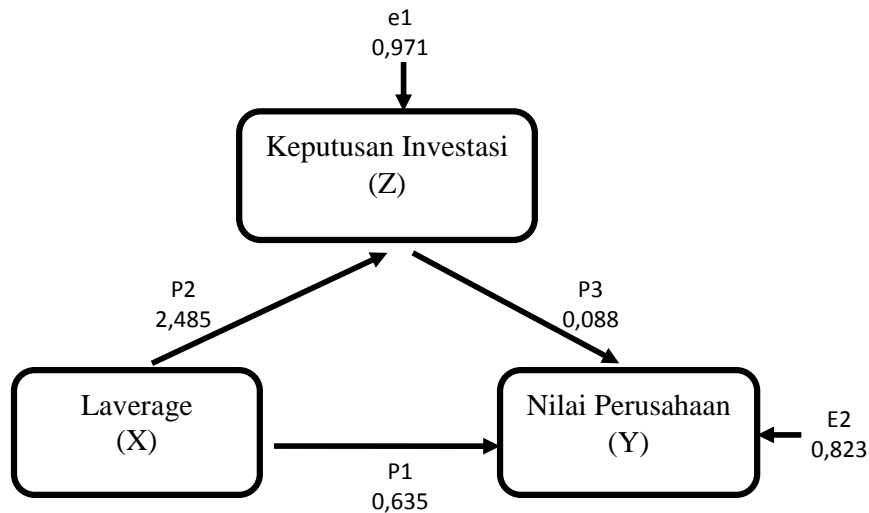 e1
0,971
Keputusan Investasi
(Z)
P2
2,485
P3
0,088
Laverage
(X)
Nilai Perusahaan
(Y)
E2
0,823
P1
0,635